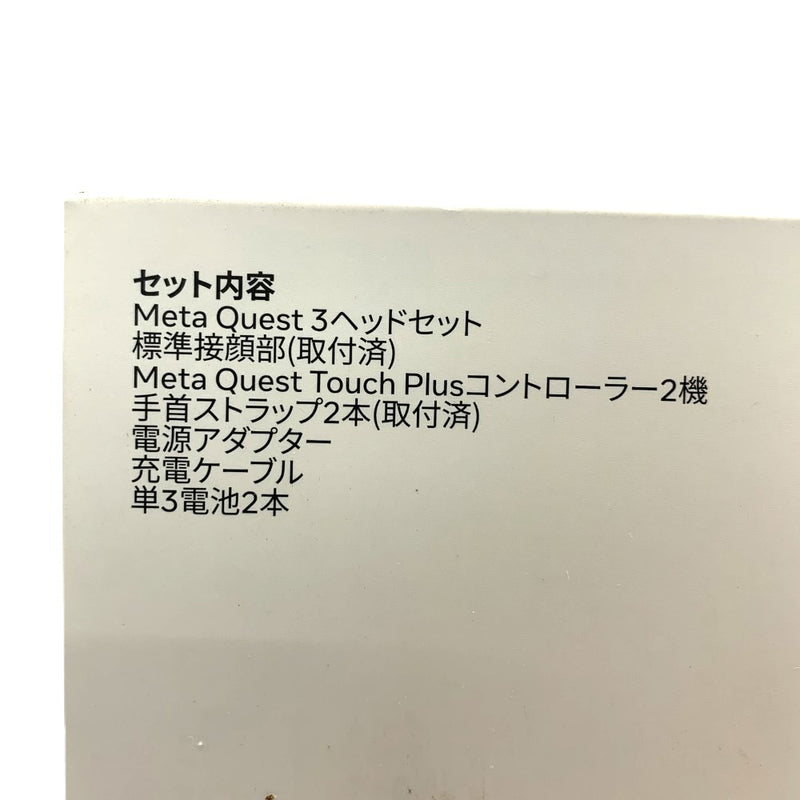 セット内容
Meta Quest 3ヘッドセット
標準接顔部(取付済)
Meta Quest Touch Plusコントローラー2機
手首ストラップ2本(取付済)
電源アダプター
充電ケーブル
単3電池2本